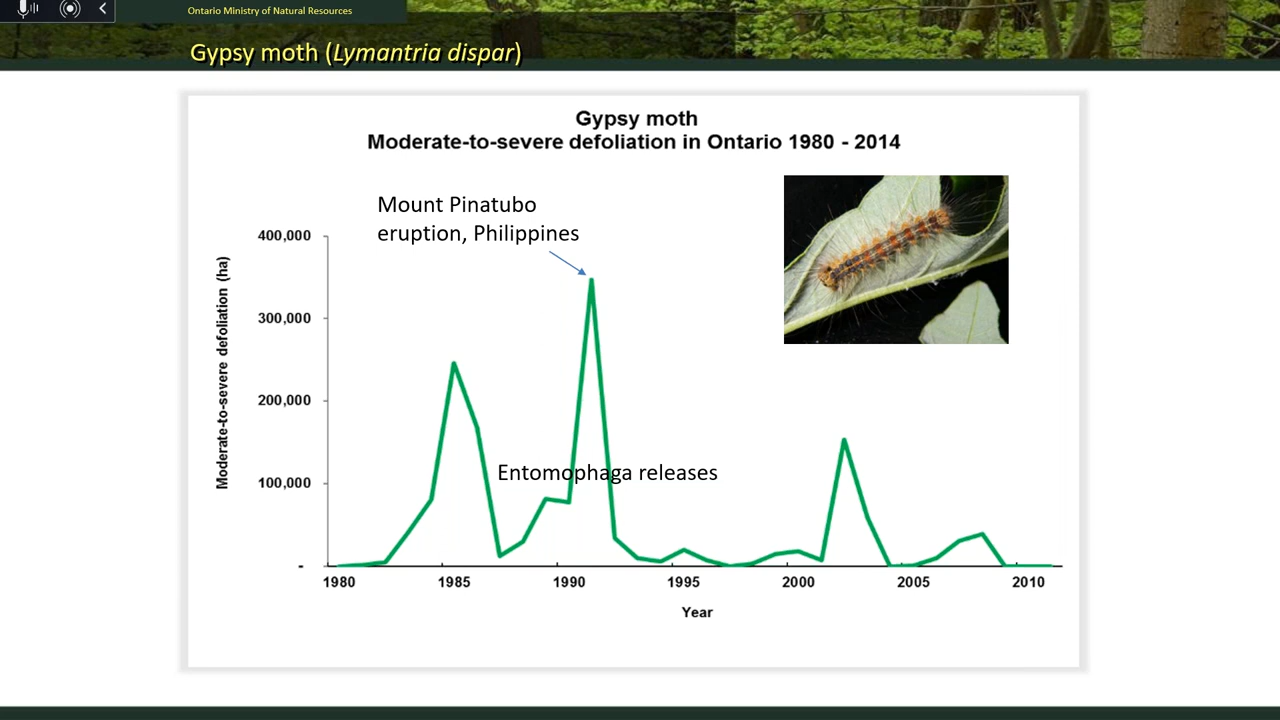 Ontario Ministry of Natural Resources
Gypsy moth (Lymantria dispar)
Gypsy moth
Moderate-to-severe defoliation in Ontario 1980 - 2014
Mount Pinatubo
eruption, Philippines
Moderate-to-severe defoliation (ha)
400,000
300,000
200,000
100,000
-
Entomophaga releases
1980 1985 1990 1995 2000 2005 2010
Year